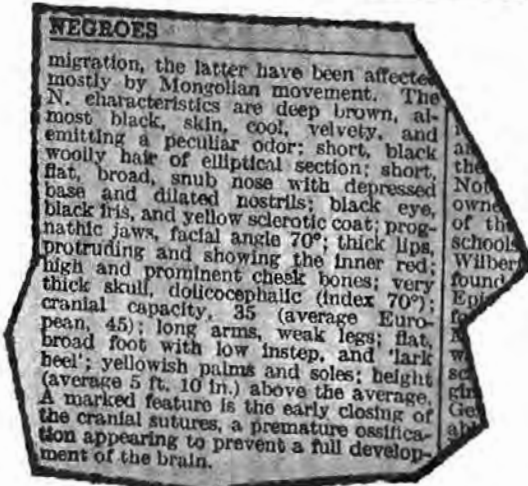 NEGROES
migration, the latter have been affected
mostly by Mongolian movement. The
N. characteristics are deep brown, al-
most black, skin, cool, velvety, and
emitting a peculiar odor; short, black
woolly hair of elliptical section; short,
flat, broad, snub nose with depressed
base and dilated nostrils; black eye,
black iris, and yellow sclerotic coat; prog-
nathic jaws, facial angle 70°; thick lips,
protruding and showing the inner red;
high and prominent cheek bones; very
thick skull, dolicocephalic (index 70°);
cranial capacity, 35 (average Euro-
pean, 45); long arms, weak legs; flat,
broad foot with low instep, and 'lark
heel'; yellowish palms and soles; height
(average 5 ft. 10 in.) above the average.
A marked feature is the early closing of
the cranial sutures, a premature ossifica-
tion appearing to prevent a full develop-
ment of the brain.
the
Not
owne
of th
schools
Wilber
found